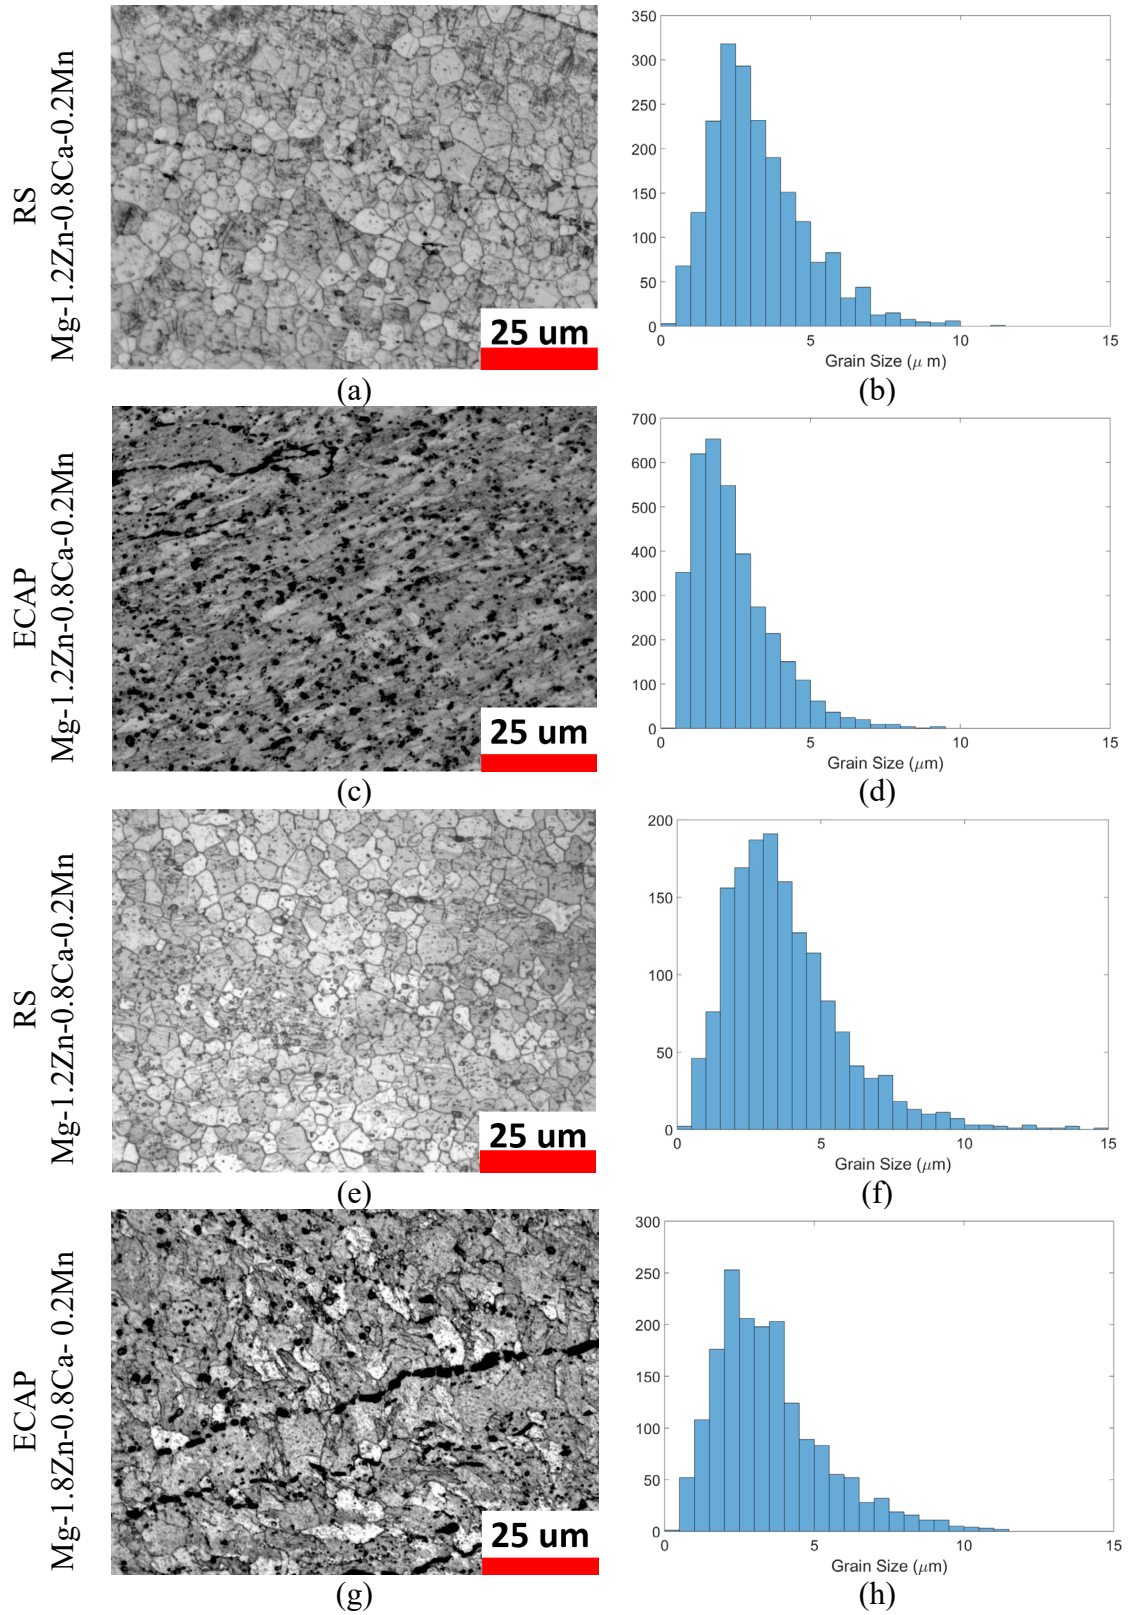 RS
Mg-1.2Zn-0.8Ca-0.2Mn
25 um
(a)
350
300
250
200
150
100
50
0
0
5
10
15
Grain Size (μ m)
(b)
ECAP
Mg-1.2Zn-0.8Ca-0.2Mn
25 um
(c)
700
600
500
400
300
200
100
0
0
5
10
15
Grain Size (μm)
(d)
RS
Mg-1.2Zn-0.8Ca-0.2Mn
25 um
(e)
200
150
100
50
0
0
5
10
15
Grain Size (μm)
(f)
ECAP
Mg-1.8Zn-0.8Ca- 0.2Mn
25 um
(g)
300
250
200
150
100
50
0
0
5
10
15
Grain Size (μm)
(h)